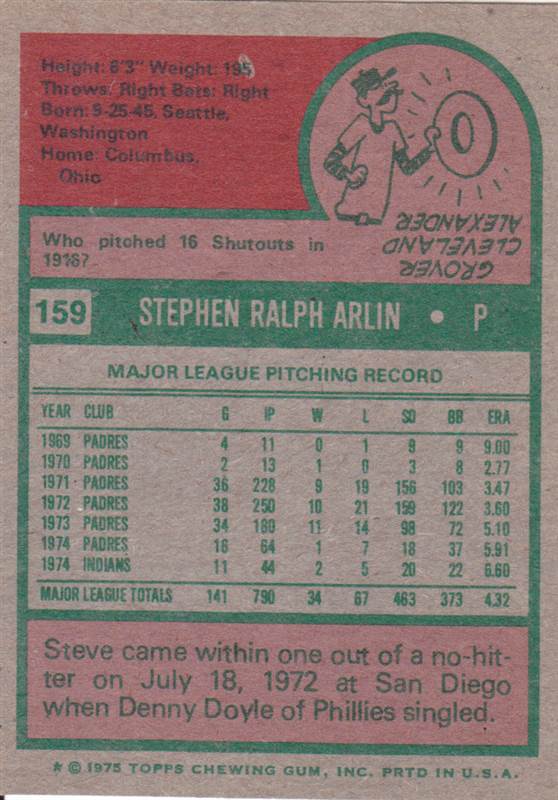 Height: 6'3" Weight: 195
Throws: Right Bats: Right
Born: 9-25-45, Seattle,
Washington
Home: Columbus,
Ohio
0
Who pitched 16 Shutouts in
1916?
GROVER
CLEVELAND
ALEXANDER
159 STEPHEN RALPH ARLIN • P
MAJOR LEAGUE PITCHING RECORD
YEAR CLUB G IP W L SO BB ERA
1969 PADRES 4 11 0 1 9 9 9.00
1970 PADRES 2 13 1 0 3 8 2.77
1971 PADRES 36 228 9 19 156 103 3.47
1972 PADRES 38 250 10 21 159 122 3.60
1973 PADRES 34 180 11 14 98 72 5.10
1974 PADRES 16 64 1 7 18 37 5.91
1974 INDIANS 11 44 2 5 20 22 6.60
MAJOR LEAGUE TOTALS 141 790 34 67 463 373 4.32
Steve came within one out of a no-hit-
ter on July 18, 1972 at San Diego
when Denny Doyle of Phillies singled.
* © 1975 TOPPS CHEWING GUM, INC. PRTD IN U.S.A.